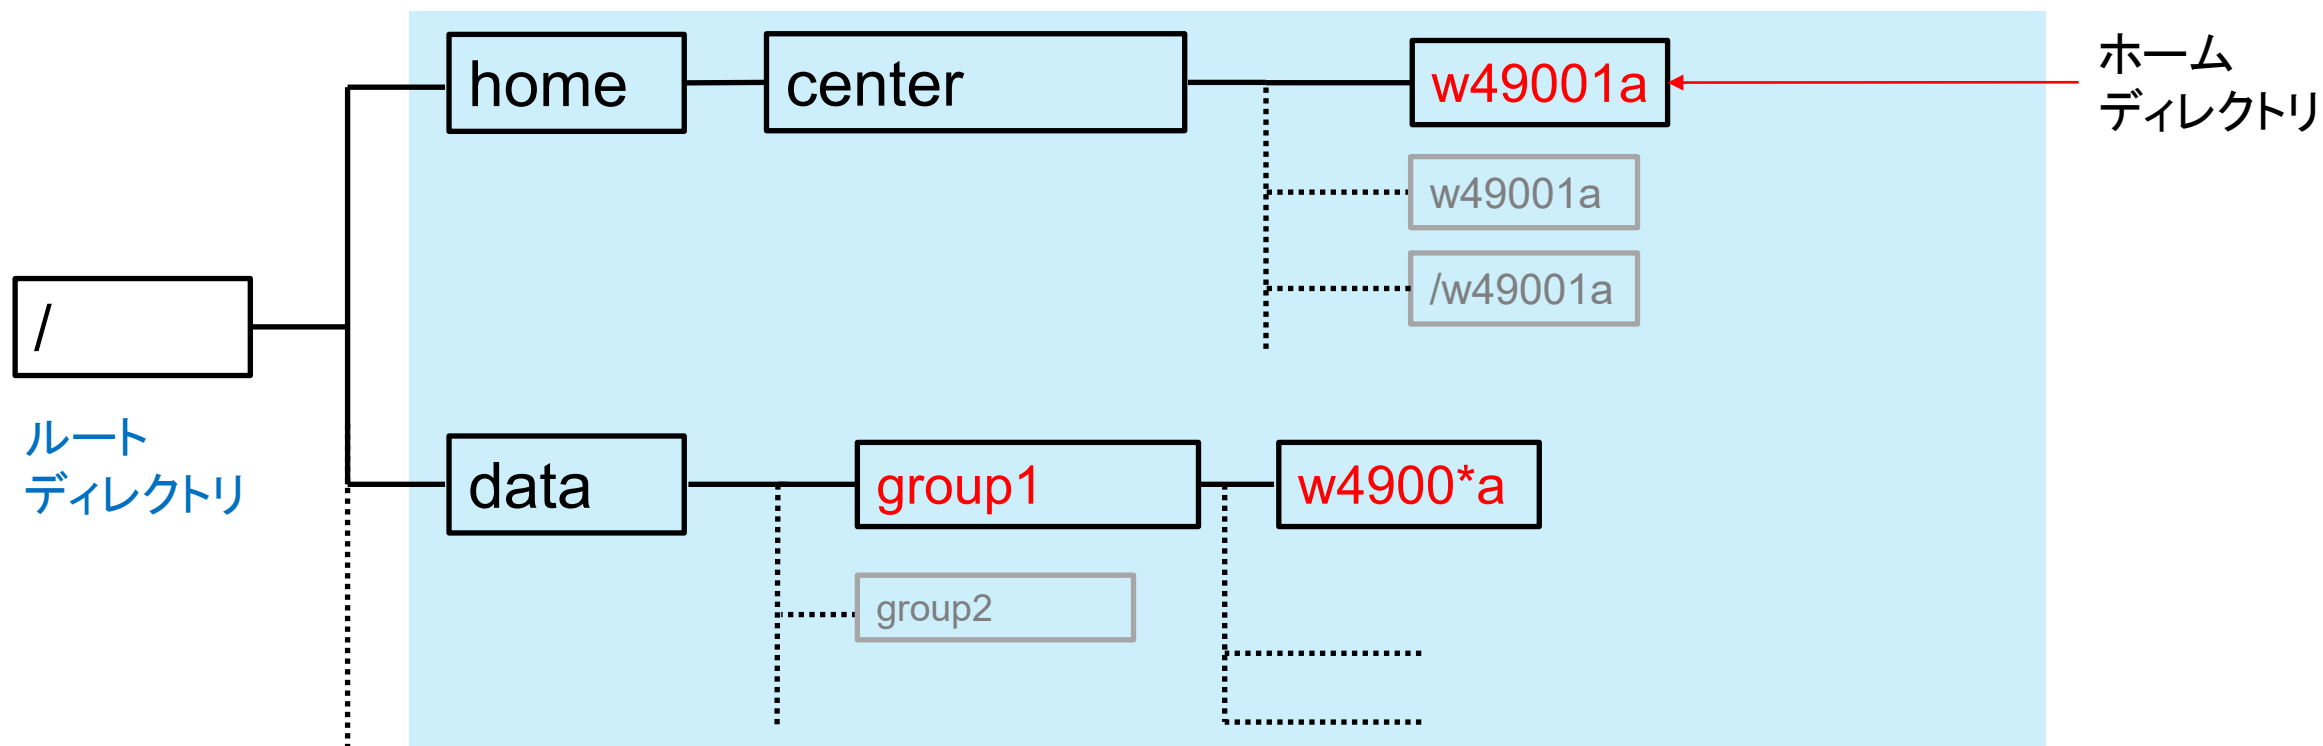 home
center
w49001a
ホーム
ディレクトリ
w49001a
/w49001a
/
ルート
ディレクトリ
data
group1
w4900*a
group2